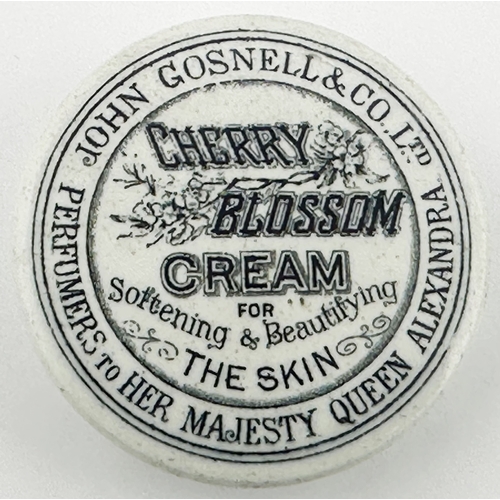 JOHN GOSNELL & CO., LTD
PERFUMERS TO HER MAJESTY QUEEN ALEXANDRA
CHERRY
BLOSSOM
CREAM
FOR
Softening & Beautifying
THE SKIN